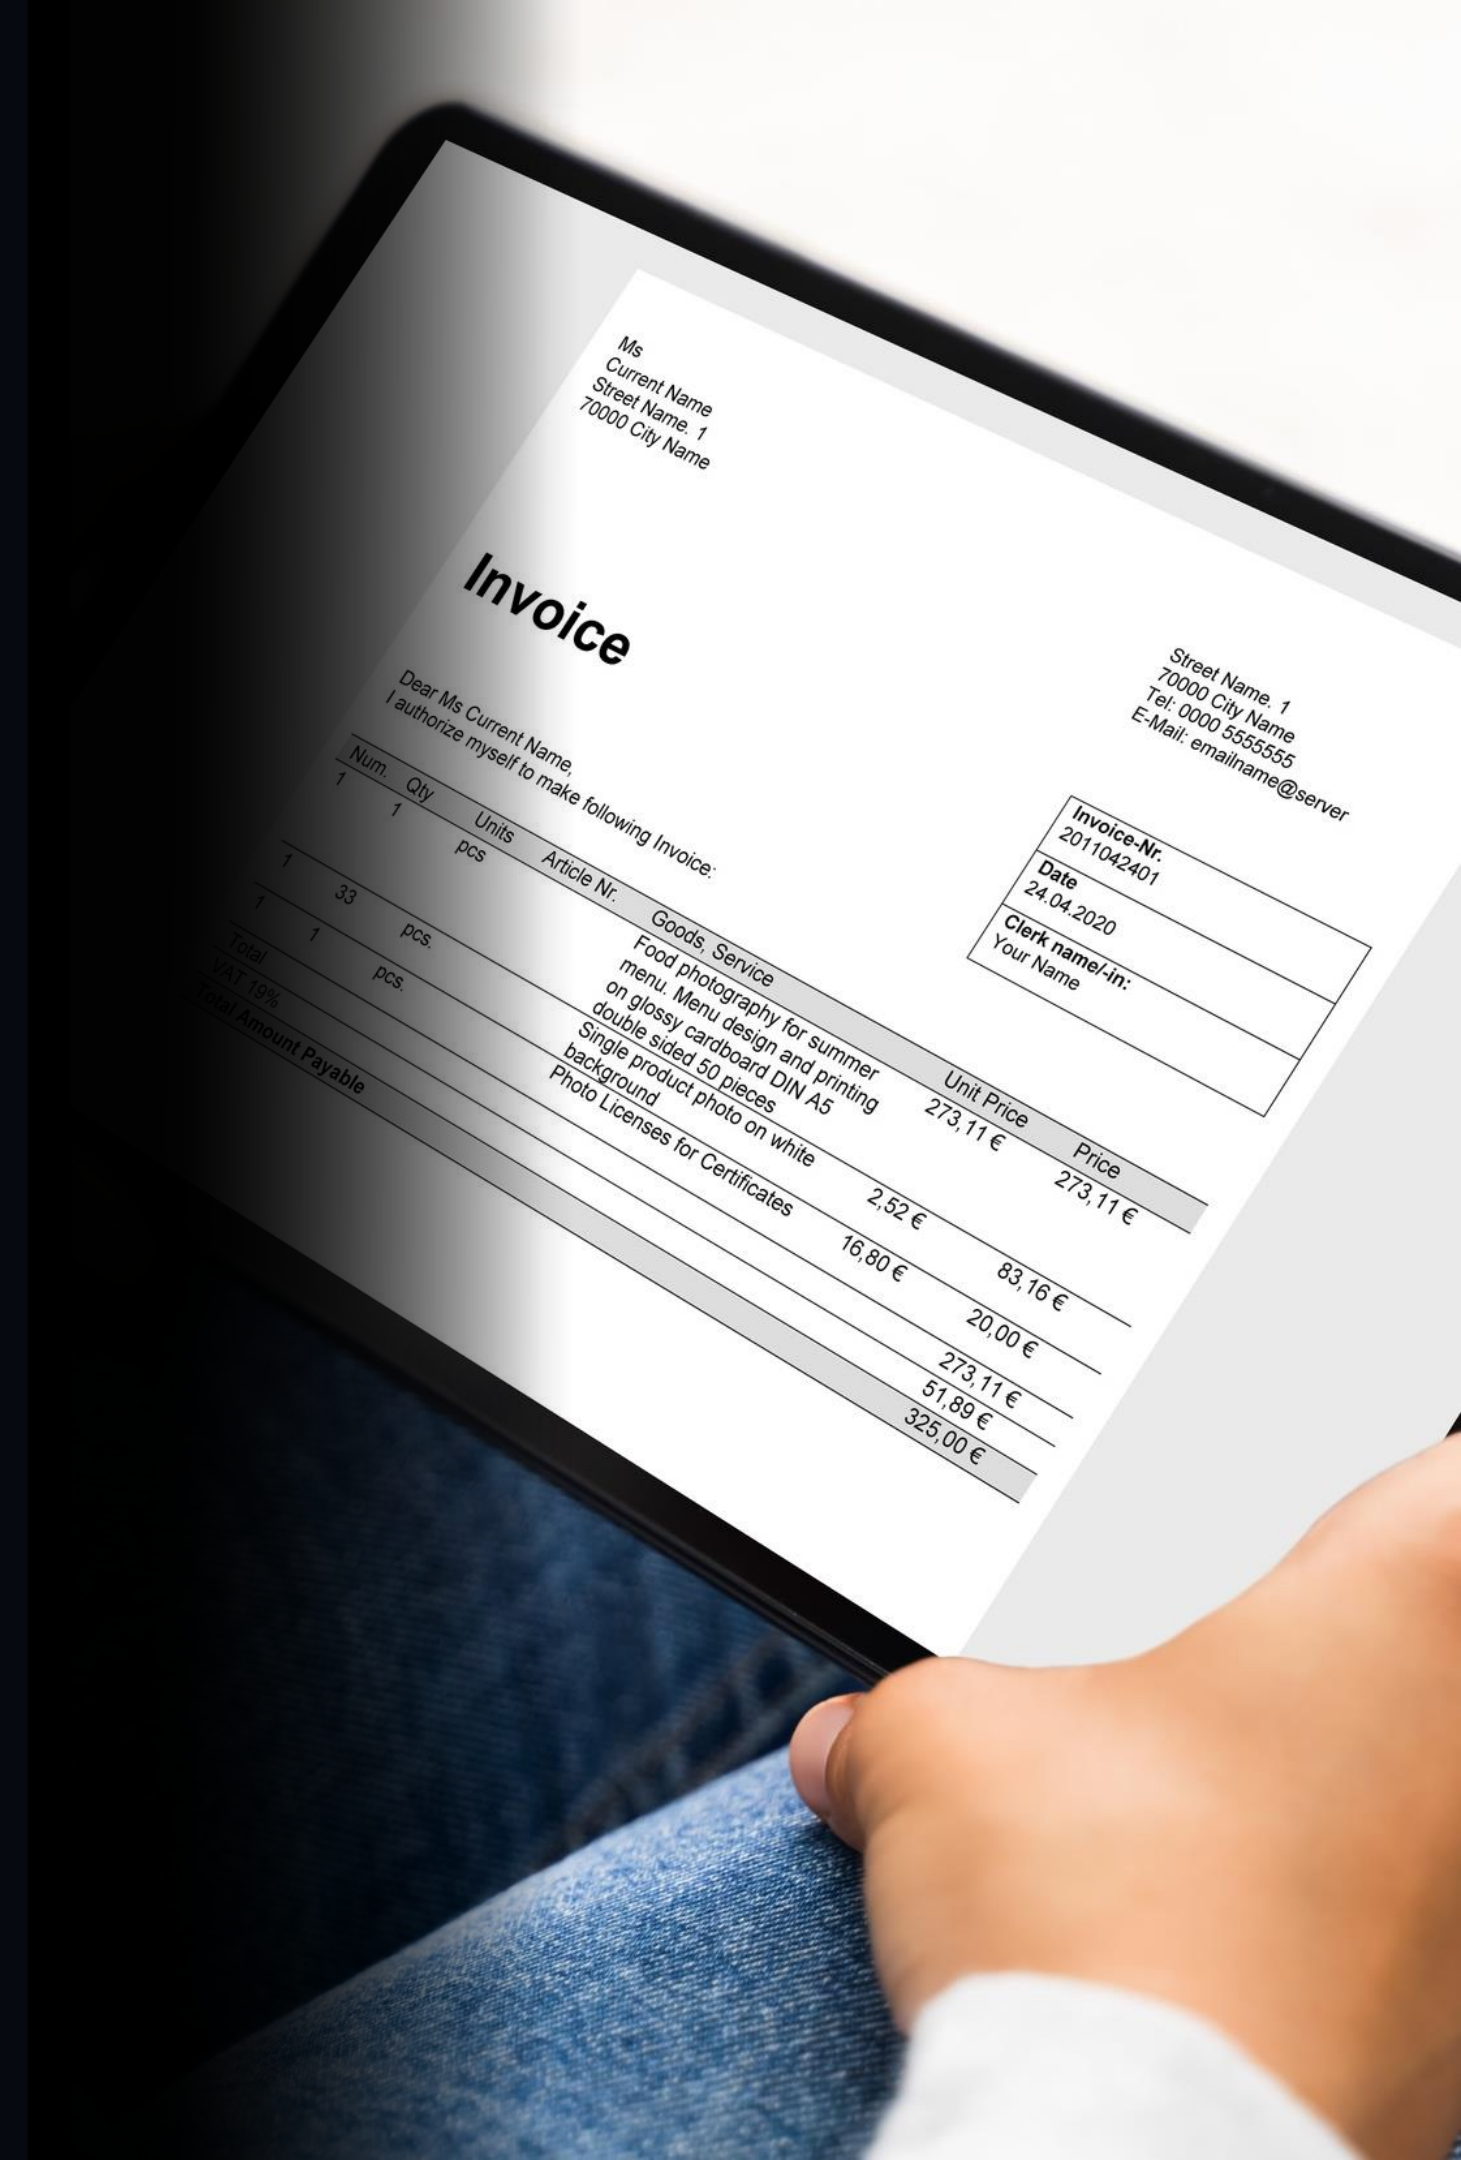 Ms
Current Name
Street Name. 1
70000 City Name
Invoice
Street Name. 1
70000 City Name
Tel: 0000 5555555
E-Mail: emailname@server
Invoice-Nr.
2011042401
Date
24.04.2020
Clerk name/-in:
Your Name
Dear Ms Current Name,
I authorize myself to make following Invoice:
Num. Qty Units Article Nr. Goods, Service Unit Price Price
1 1 pcs Food photography for summer 273,11 € 273,11 €
menu. Menu design and printing
on glossy cardboard DIN A5
double sided 50 pieces
1 33 pcs. Single product photo on white 2,52 € 83,16 €
background
1 1 pcs. Photo Licenses for Certificates 16,80 € 20,00 €
Total 273,11 €
VAT 19% 51,89 €
Total Amount Payable 325,00 €